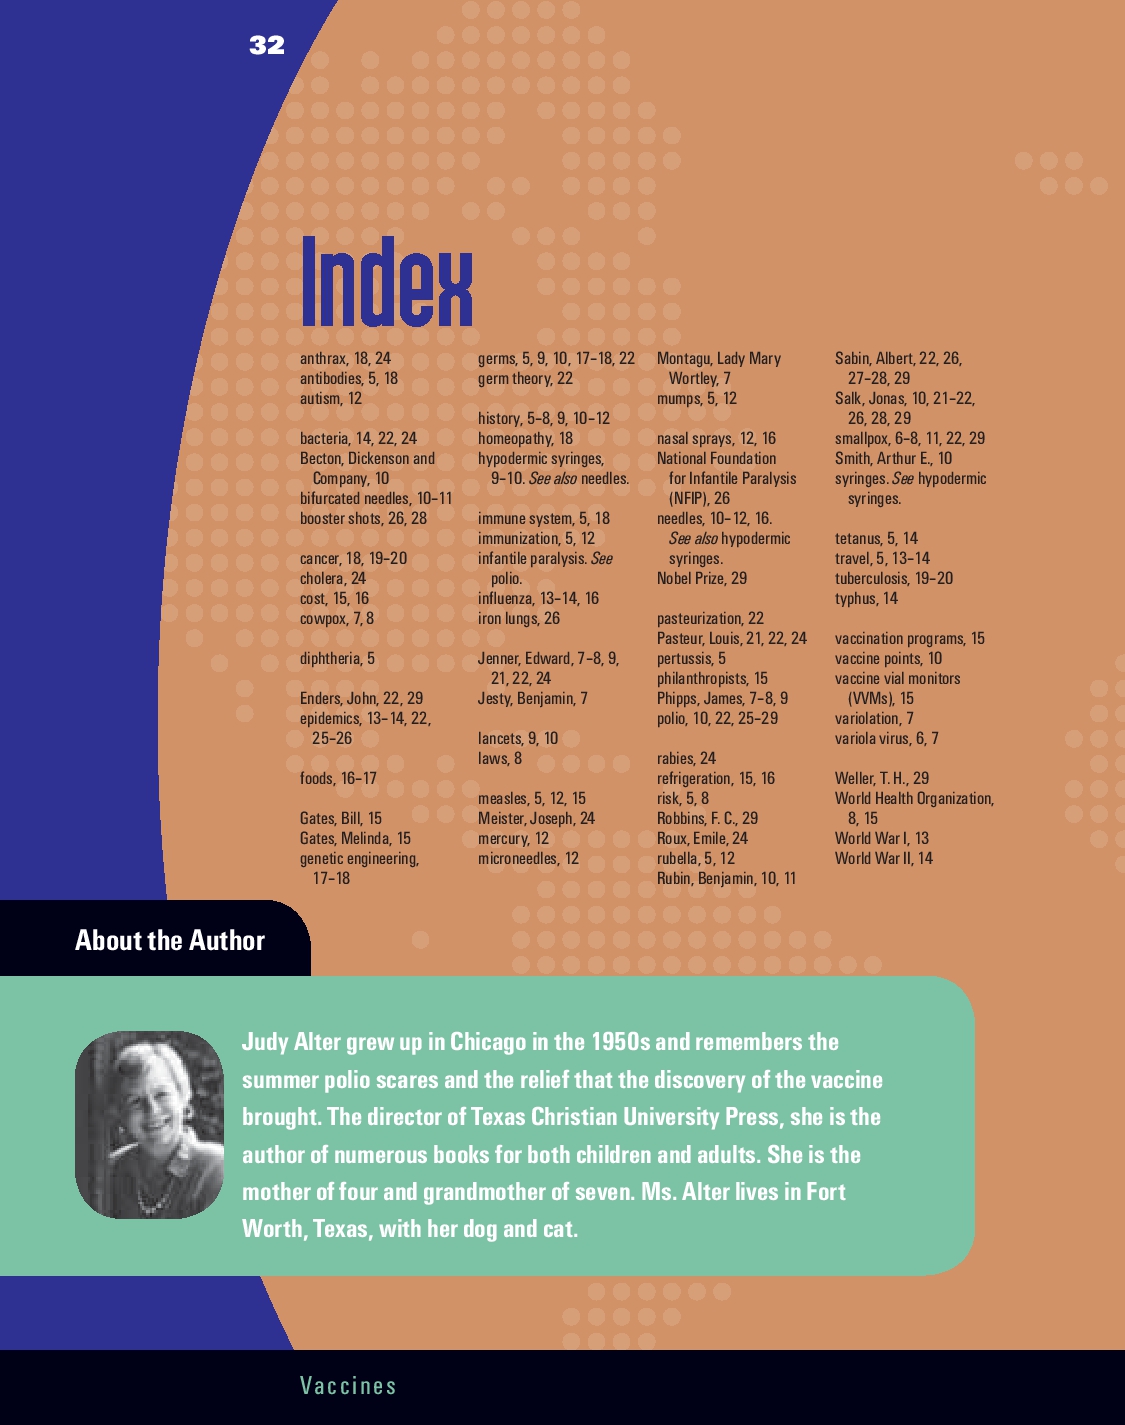 32
Index
anthrax, 18, 24
antibodies, 5, 18
autism, 12
bacteria, 14, 22, 24
Becton, Dickenson and
Company, 10
bifurcated needles, 10–11
booster shots, 26, 28
cancer, 18, 19–20
cholera, 24
cost, 15, 16
cowpox, 7, 8
diphtheria, 5
Enders, John, 22, 29
epidemics, 13–14, 22,
25–26
foods, 16–17
Gates, Bill, 15
Gates, Melinda, 15
genetic engineering,
17–18
germs, 5, 9, 10, 17–18, 22
germ theory, 22
history, 5–8, 9, 10–12
homeopathy, 18
hypodermic syringes,
9–10. See also needles.
immune system, 5, 18
immunization, 5, 12
infantile paralysis. See
polio.
influenza, 13–14, 16
iron lungs, 26
Jenner, Edward, 7–8, 9,
21, 22, 24
Jesty, Benjamin, 7
lancets, 9, 10
laws, 8
measles, 5, 12, 15
Meister, Joseph, 24
mercury, 12
microneedles, 12
Montagu, Lady Mary
Wortley, 7
mumps, 5, 12
nasal sprays, 12, 16
National Foundation
for Infantile Paralysis
(NFIP), 26
needles, 10–12, 16.
See also hypodermic
syringes.
Nobel Prize, 29
pasteurization, 22
Pasteur, Louis, 21, 22, 24
pertussis, 5
philanthropists, 15
Phipps, James, 7–8, 9
polio, 10, 22, 25–29
rabies, 24
refrigeration, 15, 16
risk, 5, 8
Robbins, F. C., 29
Roux, Emile, 24
rubella, 5, 12
Rubin, Benjamin, 10, 11
Sabin, Albert, 22, 26,
27–28, 29
Salk, Jonas, 10, 21–22,
26, 28, 29
smallpox, 6–8, 11, 22, 29
Smith, Arthur E., 10
syringes. See hypodermic
syringes.
tetanus, 5, 14
travel, 5, 13–14
tuberculosis, 19–20
typhus, 14
vaccination programs, 15
vaccine points, 10
vaccine vial monitors
(VVMs), 15
variolation, 7
variola virus, 6, 7
Weller, T. H., 29
World Health Organization,
8, 15
World War I, 13
World War II, 14
About the Author
Judy Alter grew up in Chicago in the 1950s and remembers the
summer polio scares and the relief that the discovery of the vaccine
brought. The director of Texas Christian University Press, she is the
author of numerous books for both children and adults. She is the
mother of four and grandmother of seven. Ms. Alter lives in Fort
Worth, Texas, with her dog and cat.
Vaccines